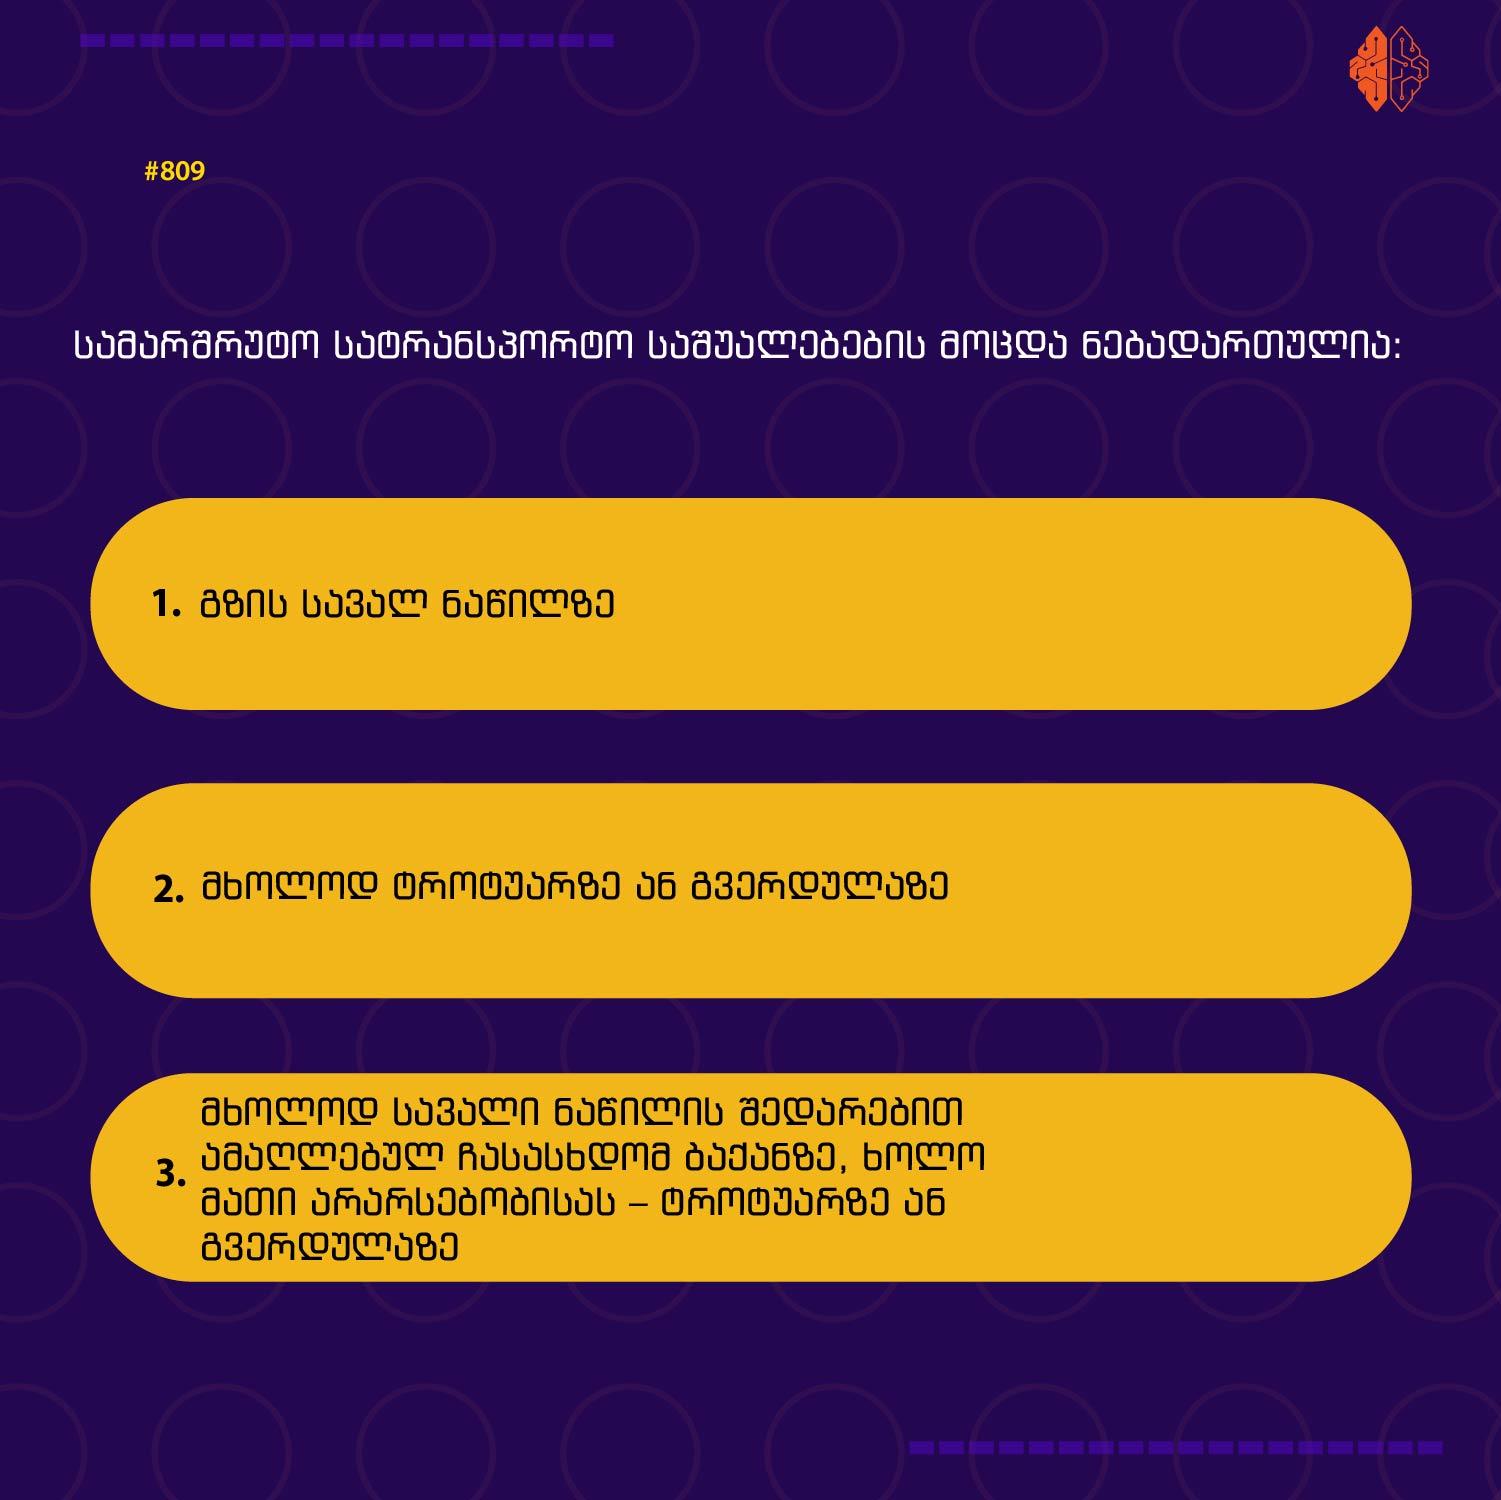 #809
სამარშრუტო სატრანსპორტო საშუალებების მოცდა ნებადართულია:
1. გზის სავალ ნაწილზე
2. მხოლოდ ტროტუარზე ან გვერდულაზე
3. მხოლოდ სავალი ნაწილის შედარებით
ამაღლებულ ჩასასხდომ ბაქანზე, ხოლო
მათი არარსებობისას – ტროტუარზე ან
გვერდულაზე